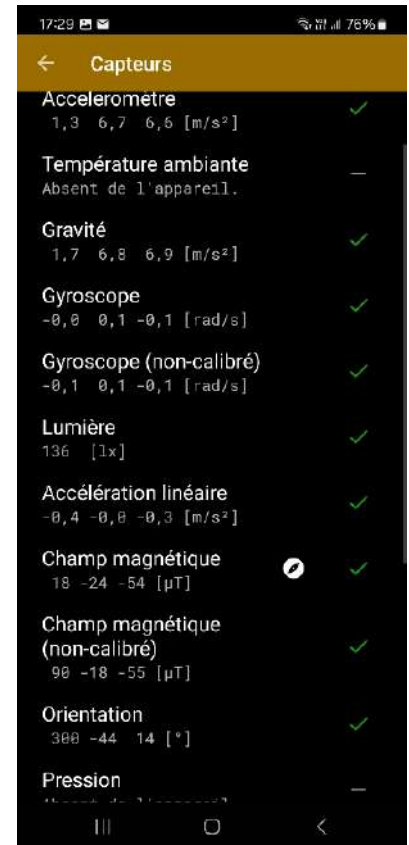 17:29 76%
Capteurs
Accéléromètre
1,3 6,7 6,6 [m/s²]
Température ambiante
Absent de l'appareil.
Gravité
1,7 6,8 6,9 [m/s²]
Gyroscope
-0,0 0,1 -0,1 [rad/s]
Gyroscope (non-calibré)
-0,1 0,1 -0,1 [rad/s]
Lumière
136 [lx]
Accélération linéaire
-0,4 -0,0 -0,3 [m/s²]
Champ magnétique
18 -24 -54 [µT]
Champ magnétique
(non-calibré)
90 -18 -55 [µT]
Orientation
300 -44 14 [°]
Pression